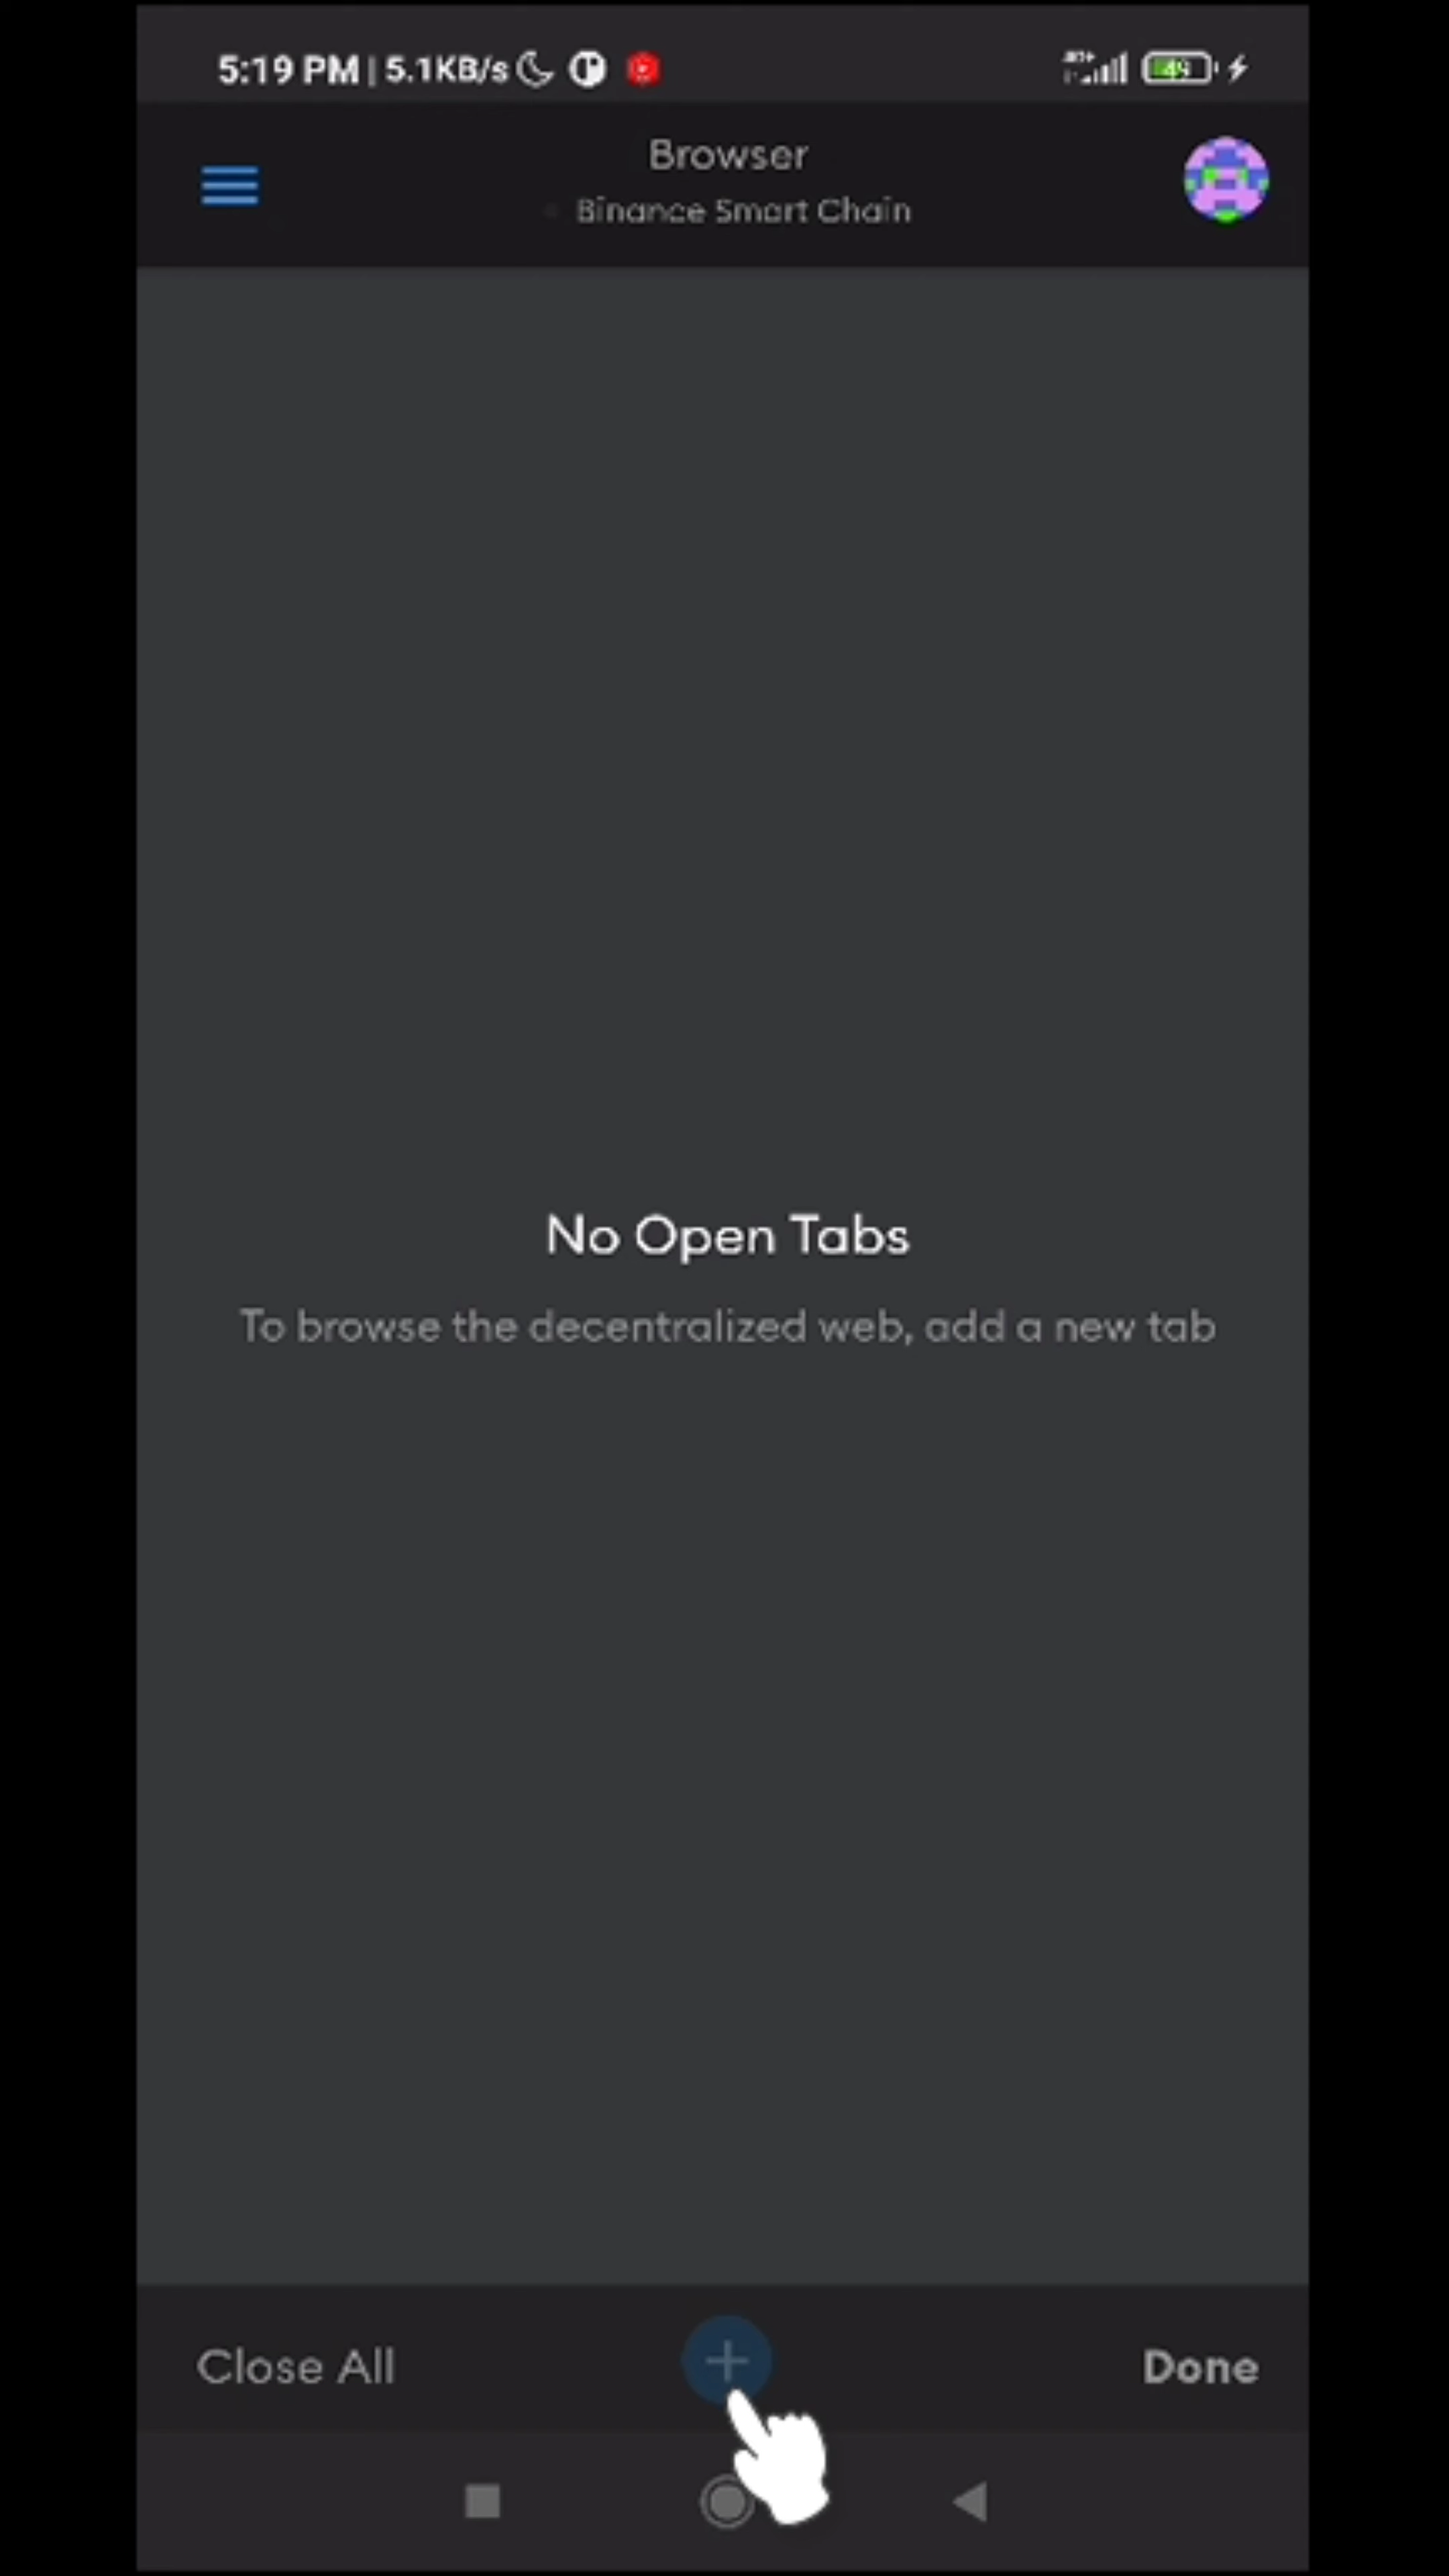 5:19 PM | 5.1KB/s
49
Browser
Binance Smart Chain
No Open Tabs
To browse the decentralized web, add a new tab
Close All
Done